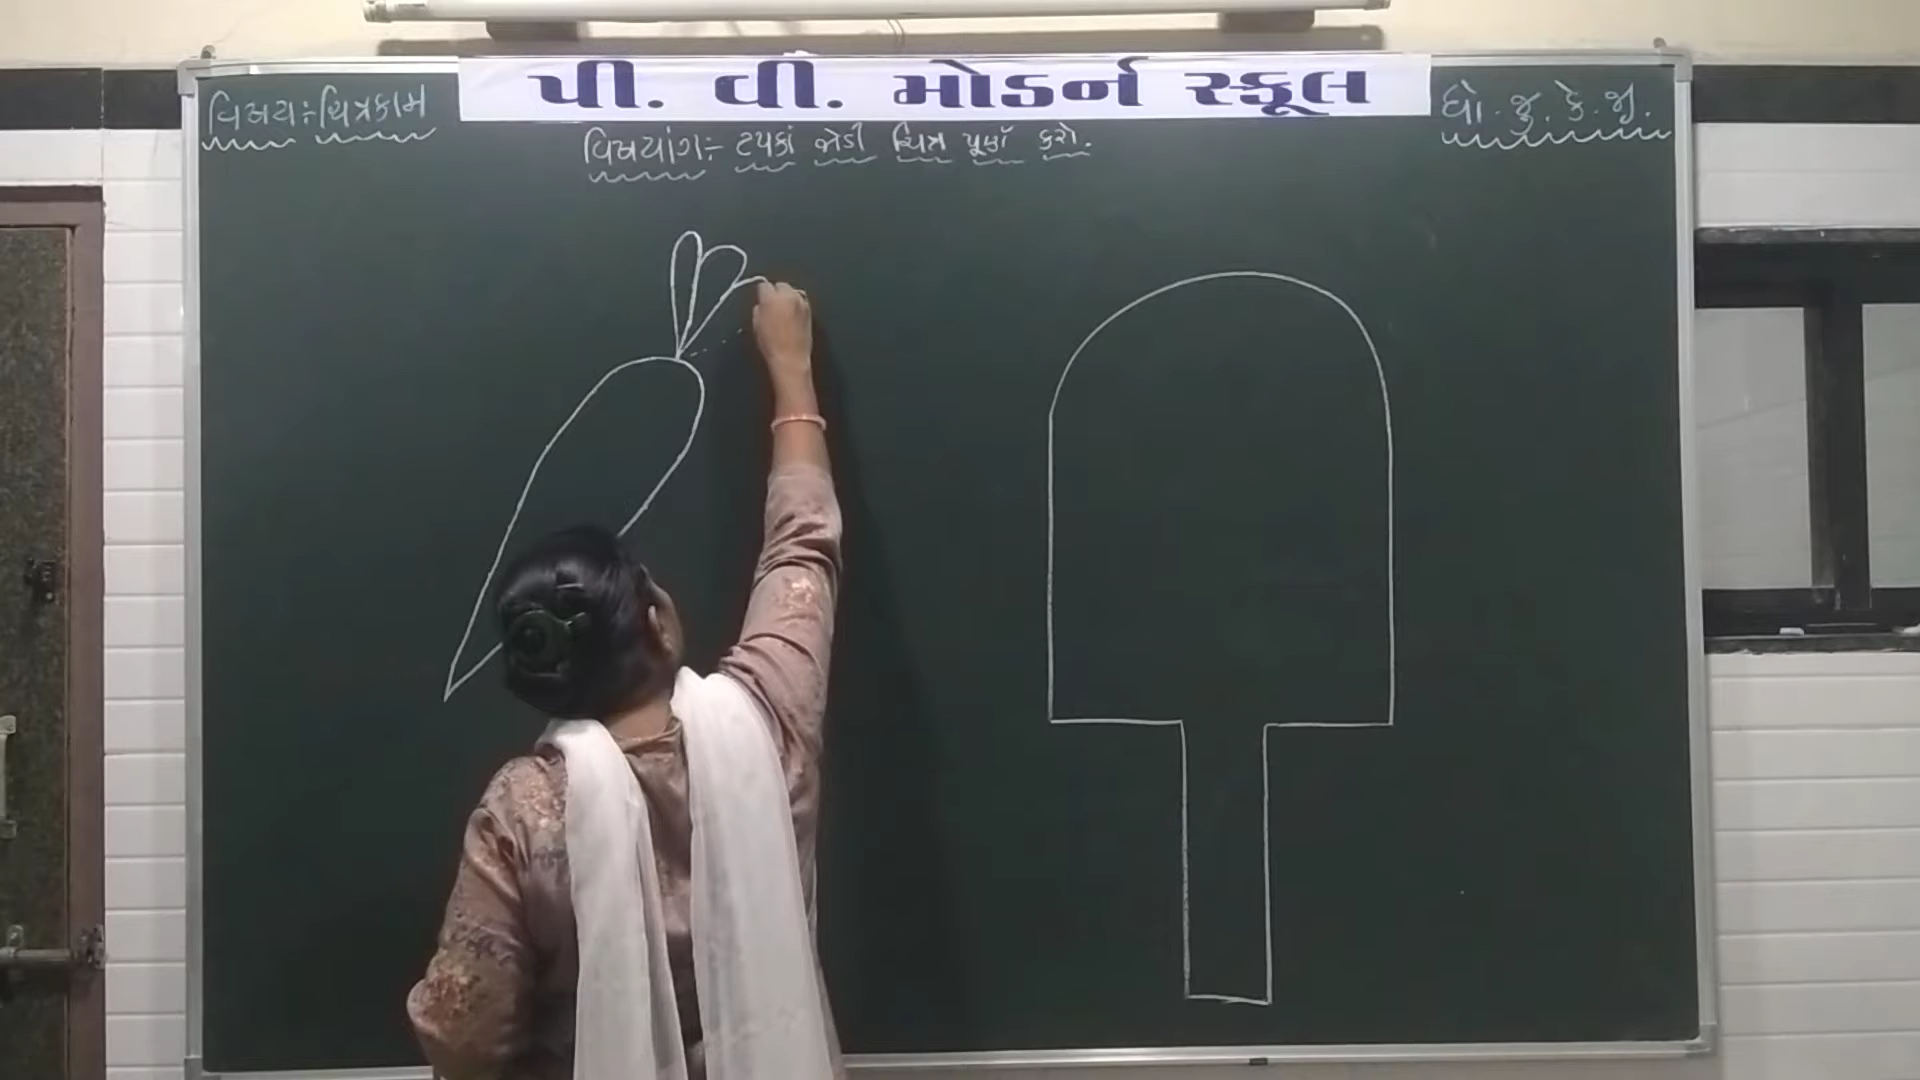 પી. વી. મોડર્ન સ્કૂલ
વિષય:-ચિત્રકામ
ધો. જુ. કે. જી.
વિષયાંગ:- ટપકાં જોડી ચિત્ર પૂર્ણ કરો.